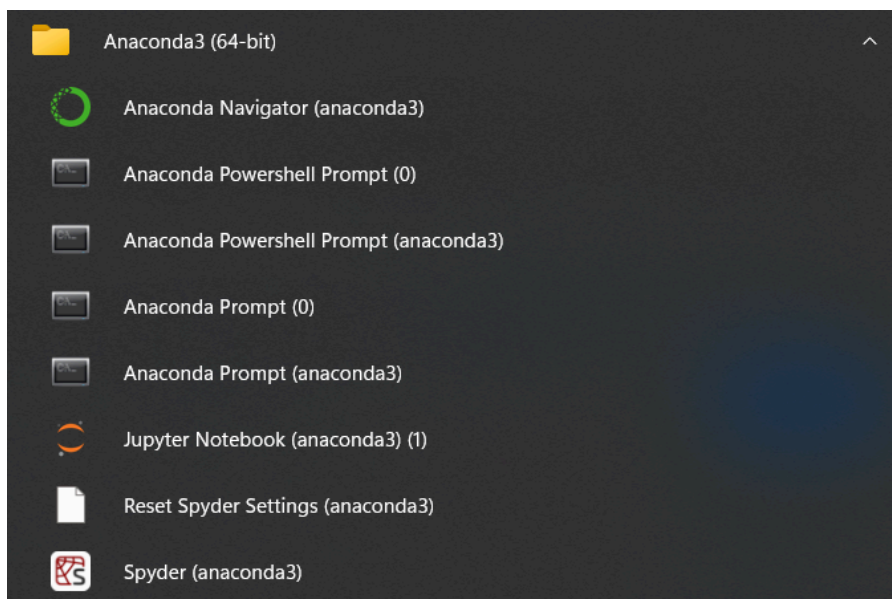 Anaconda3 (64-bit)
Anaconda Navigator (anaconda3)
Anaconda Powershell Prompt (0)
Anaconda Powershell Prompt (anaconda3)
Anaconda Prompt (0)
Anaconda Prompt (anaconda3)
Jupyter Notebook (anaconda3) (1)
Reset Spyder Settings (anaconda3)
Spyder (anaconda3)